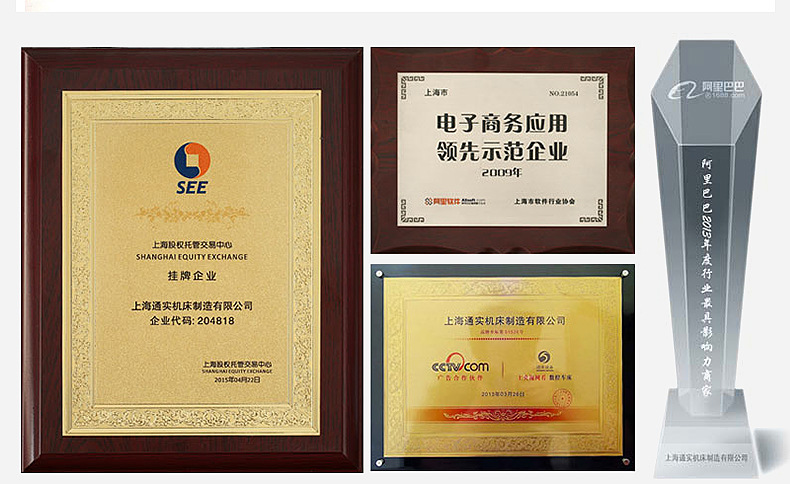 SEE
上海股权托管交易中心
SHANGHAI EQUITY EXCHANGE
挂牌企业
上海通实机床制造有限公司
企业代码: 204818
上海股权托管交易中心
SHANGHAI EQUITY EXCHANGE
2015年04月22日
上海市
NO.21054
电子商务应用
领先示范企业
2009年
阿里软件
上海市软件行业协会
上海通实机床制造有限公司
CCTV.com
广告合作伙伴
数控车床
2013年03月26日
阿里巴巴
1688.com
阿里巴巴2013年度行业最具影响力商家
上海通实机床制造有限公司